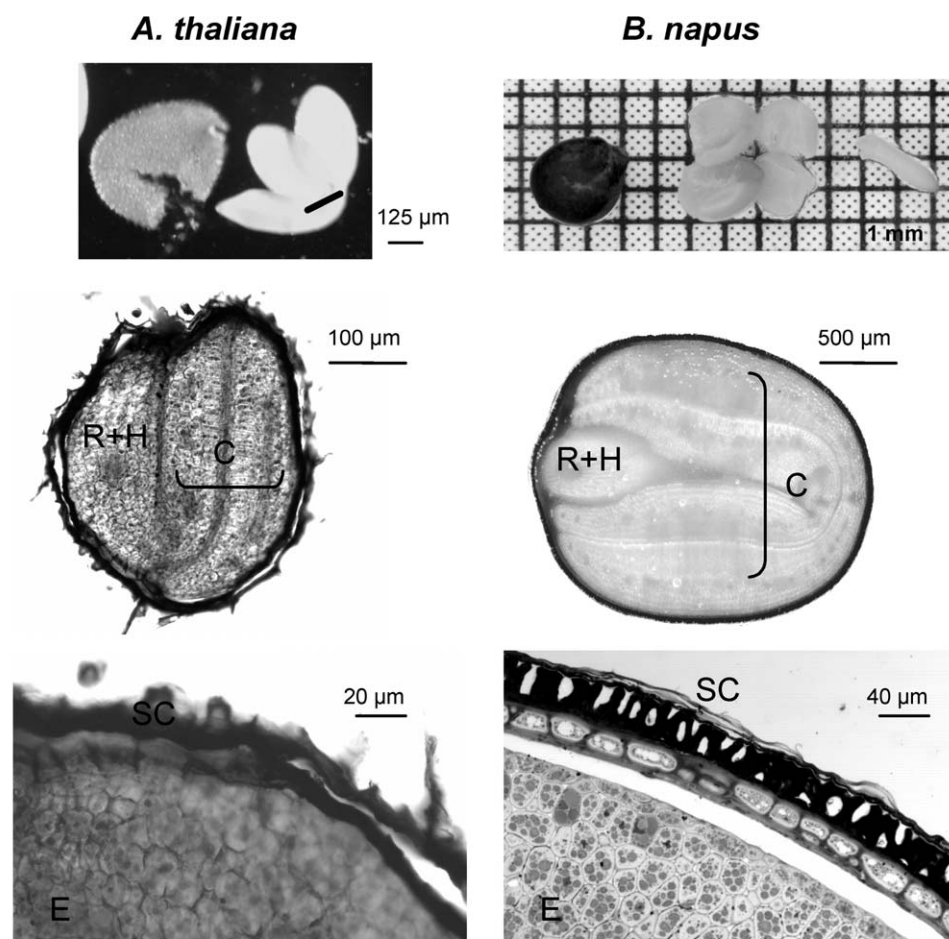 A. thaliana
B. napus
125 µm
1 mm
100 µm
500 µm
R+H
C
R+H
C
SC
20 µm
SC
40 µm
E
E